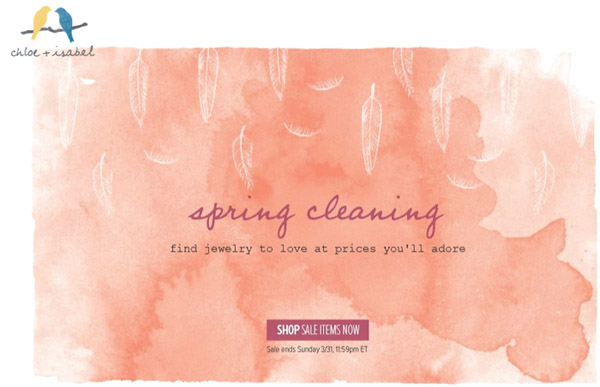 chloe + isabel
spring cleaning
find jewelry to love at prices you'll adore
SHOP SALE ITEMS NOW
Sale ends Sunday 3/31, 11:59pm ET